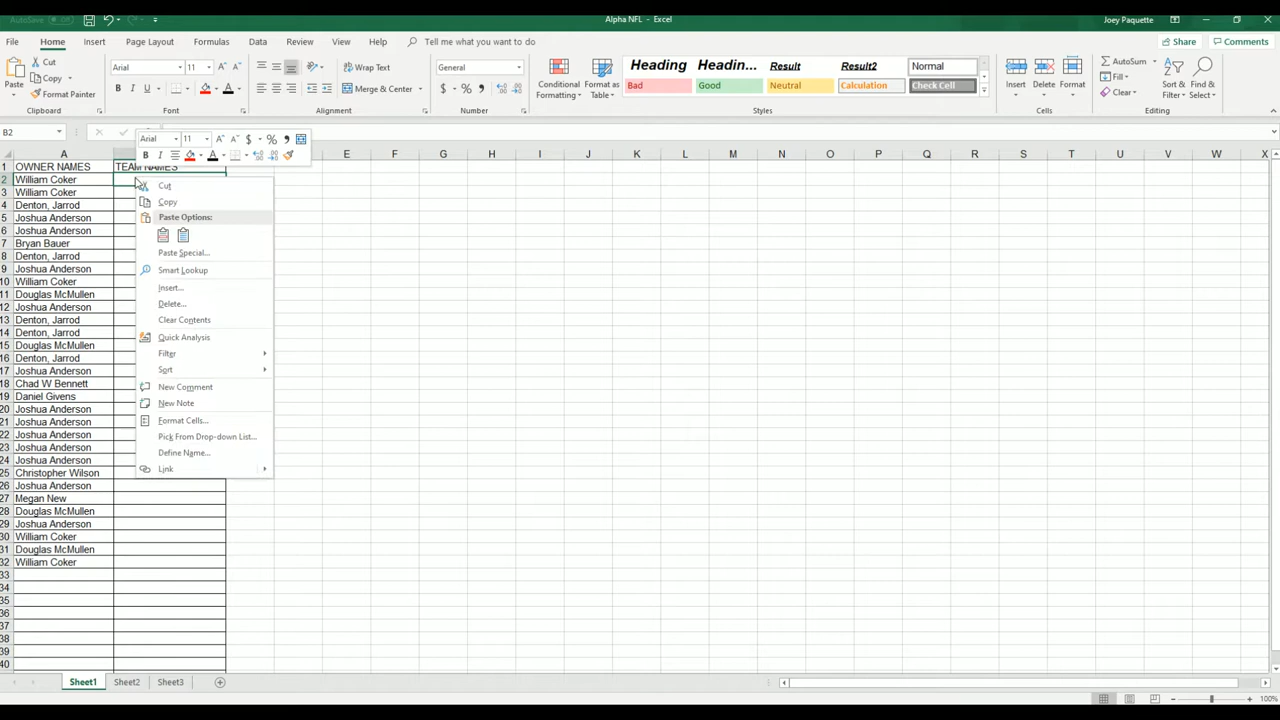 AutoSave Off
Alpha NFL - Excel
Joey Paquette
File Home Insert Page Layout Formulas Data Review View Help Tell me what you want to do
Share Comments
Paste
Cut
Copy
Format Painter
Clipboard
Arial 11
B I U
Font
Wrap Text
Merge & Center
Alignment
General
$ % ,
Number
Conditional Formatting
Format as Table
Heading Headin... Result Result2 Normal
Bad Good Neutral Calculation Check Cell
Styles
Insert Delete Format
Cells
AutoSum
Fill
Clear
Sort & Filter
Find & Select
Editing
B2
Arial 11 $ % ,
B I
A E F G H I J K L M N O P Q R S T U V W X
1 OWNER NAMES TEAM NAMES
2 William Coker
3 William Coker
4 Denton, Jarrod
5 Joshua Anderson
6 Joshua Anderson
7 Bryan Bauer
8 Denton, Jarrod
9 Joshua Anderson
10 William Coker
11 Douglas McMullen
12 Joshua Anderson
13 Denton, Jarrod
14 Denton, Jarrod
15 Douglas McMullen
16 Denton, Jarrod
17 Joshua Anderson
18 Chad W Bennett
19 Daniel Givens
20 Joshua Anderson
21 Joshua Anderson
22 Joshua Anderson
23 Joshua Anderson
24 Joshua Anderson
25 Christopher Wilson
26 Joshua Anderson
27 Megan New
28 Douglas McMullen
29 Joshua Anderson
30 William Coker
31 Douglas McMullen
32 William Coker
33
34
35
36
37
38
39
40
Cut
Copy
Paste Options:
Paste Special...
Smart Lookup
Insert...
Delete...
Clear Contents
Quick Analysis
Filter
Sort
New Comment
New Note
Format Cells...
Pick From Drop-down List...
Define Name...
Link
Sheet1 Sheet2 Sheet3
100%